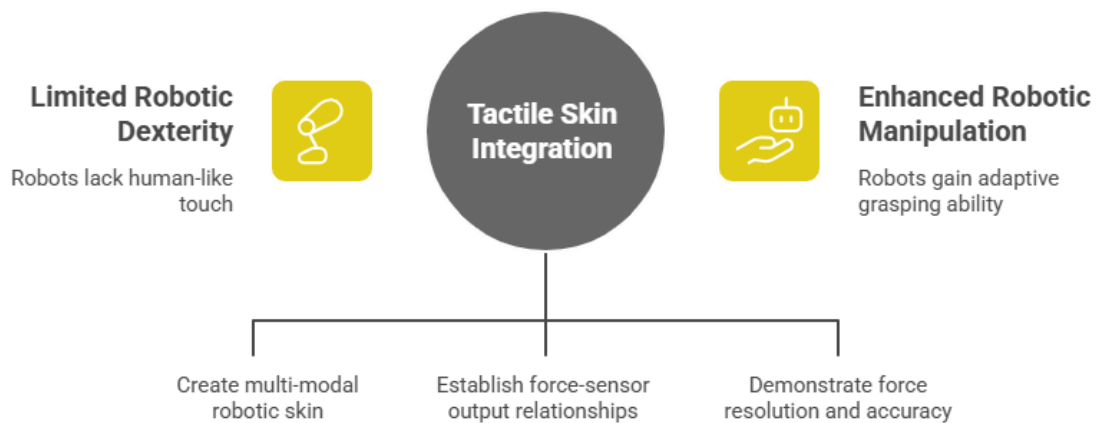 Limited Robotic
Dexterity
Robots lack human-like
touch
Tactile Skin
Integration
Enhanced Robotic
Manipulation
Robots gain adaptive
grasping ability
Create multi-modal
robotic skin
Establish force-sensor
output relationships
Demonstrate force
resolution and accuracy